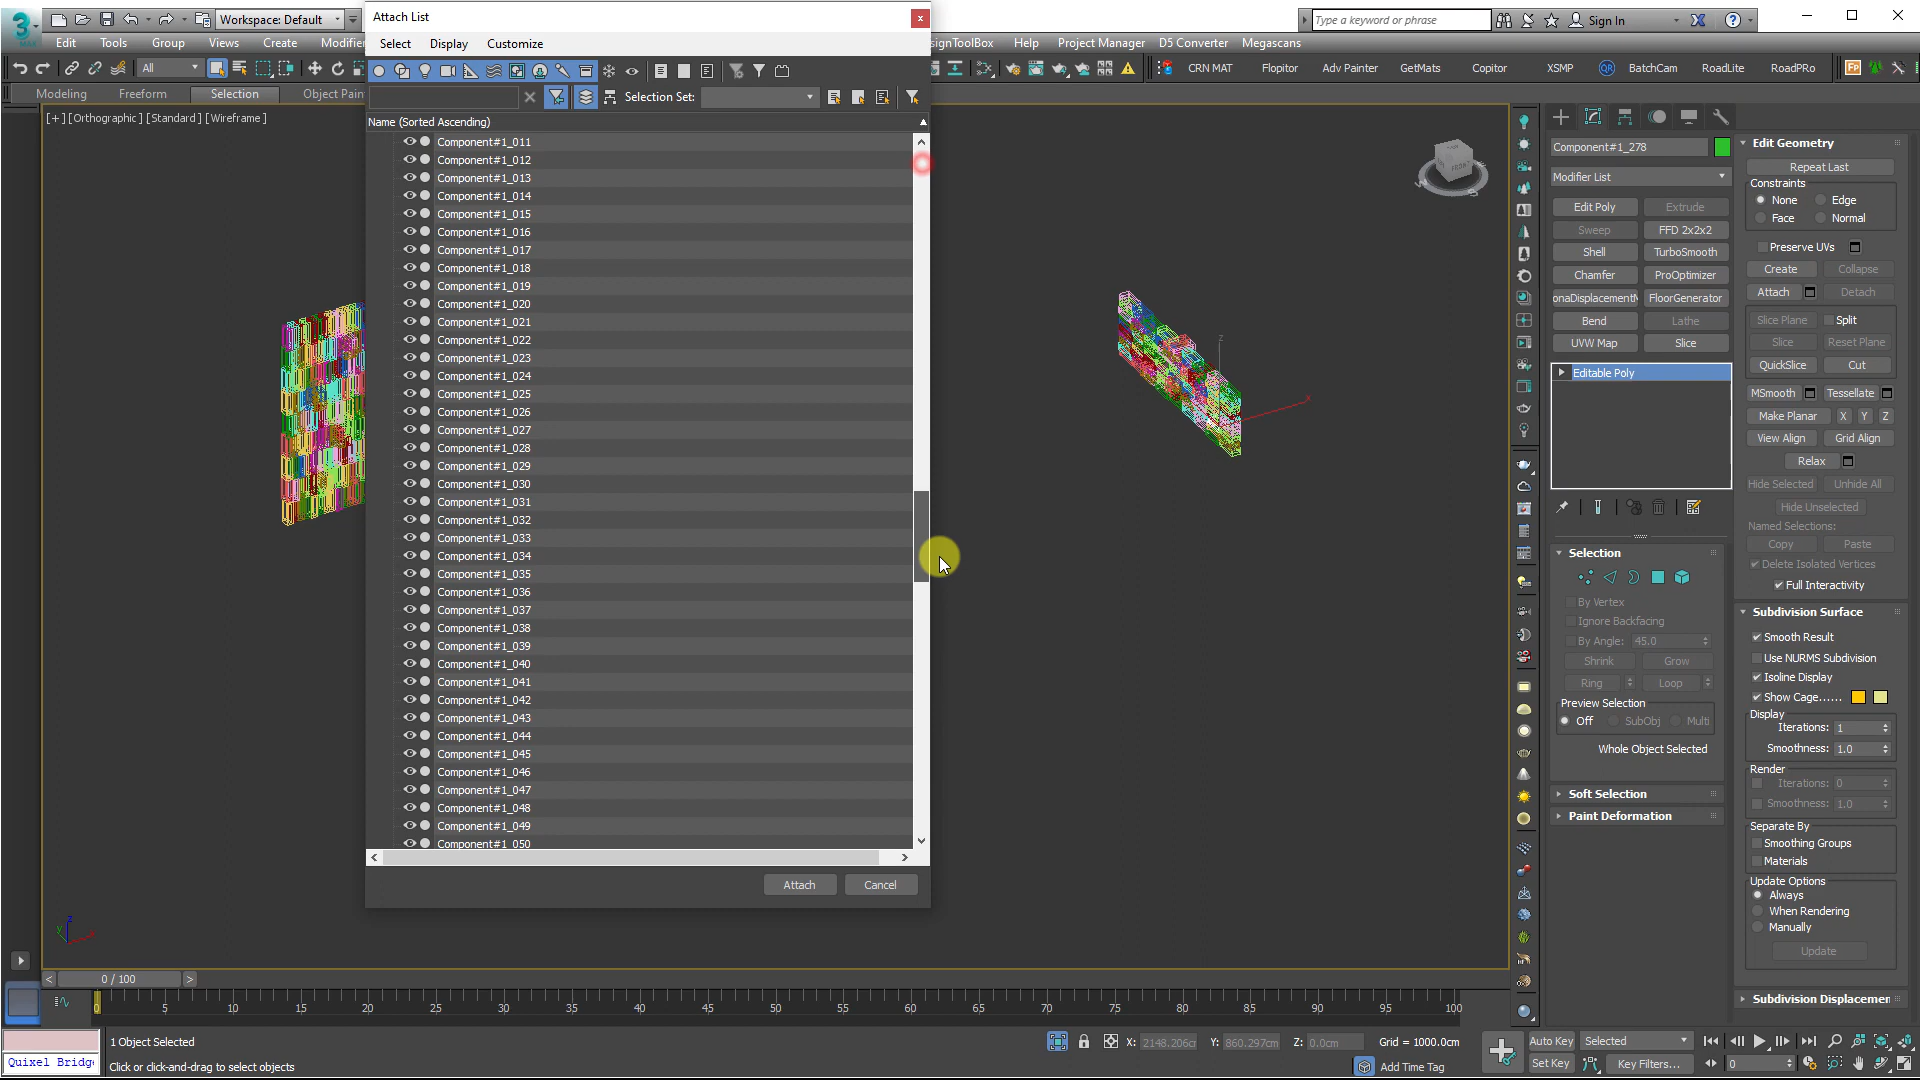 Workspace: Default
Attach List
Type a keyword or phrase
Sign In
Edit
Tools
Group
Views
Create
Modifier
Select
Display
Customize
signToolBox
Help
Project Manager
D5 Converter
Megascans
All
CRN MAT
Flopitor
Adv Painter
GetMats
Copitor
XSMP
BatchCam
RoadLite
RoadPRo
Modeling
Freeform
Selection
Object Pain
Selection Set:
[+] [Orthographic ] [Standard ] [Wireframe ]
Name (Sorted Ascending)
Component#1_011
Component#1_012
Component#1_013
Component#1_014
Component#1_015
Component#1_016
Component#1_017
Component#1_018
Component#1_019
Component#1_020
Component#1_021
Component#1_022
Component#1_023
Component#1_024
Component#1_025
Component#1_026
Component#1_027
Component#1_028
Component#1_029
Component#1_030
Component#1_031
Component#1_032
Component#1_033
Component#1_034
Component#1_035
Component#1_036
Component#1_037
Component#1_038
Component#1_039
Component#1_040
Component#1_041
Component#1_042
Component#1_043
Component#1_044
Component#1_045
Component#1_046
Component#1_047
Component#1_048
Component#1_049
Component#1_050
Attach
Cancel
FRONT
z
x
Component#1_278
Modifier List
Edit Poly
Extrude
Sweep
FFD 2x2x2
Shell
TurboSmooth
Chamfer
ProOptimizer
onaDisplacementM
FloorGenerator
Bend
Lathe
UVW Map
Slice
Editable Poly
Selection
By Vertex
Ignore Backfacing
By Angle: 45.0
Shrink
Grow
Ring
Loop
Preview Selection
Off
SubObj
Multi
Whole Object Selected
Soft Selection
Paint Deformation
Edit Geometry
Repeat Last
Constraints
None
Edge
Face
Normal
Preserve UVs
Create
Collapse
Attach
Detach
Slice Plane
Split
Slice
Reset Plane
QuickSlice
Cut
MSmooth
Tessellate
Make Planar
X
Y
Z
View Align
Grid Align
Relax
Hide Selected
Unhide All
Hide Unselected
Named Selections:
Copy
Paste
Delete Isolated Vertices
Full Interactivity
Subdivision Surface
Smooth Result
Use NURMS Subdivision
Isoline Display
Show Cage......
Display
Iterations: 1
Smoothness: 1.0
Render
Iterations: 0
Smoothness: 1.0
Separate By
Smoothing Groups
Materials
Update Options
Always
When Rendering
Manually
Update
Subdivision Displacemen
0 / 100
0
5
10
15
20
25
30
35
40
45
50
55
60
65
70
75
80
85
90
95
100
1 Object Selected
X: 2148.206cm
Y: 860.297cm
Z: 0.0cm
Grid = 1000.0cm
Auto Key
Selected
Quixel Bridge
Click or click-and-drag to select objects
Add Time Tag
Set Key
Key Filters...
0